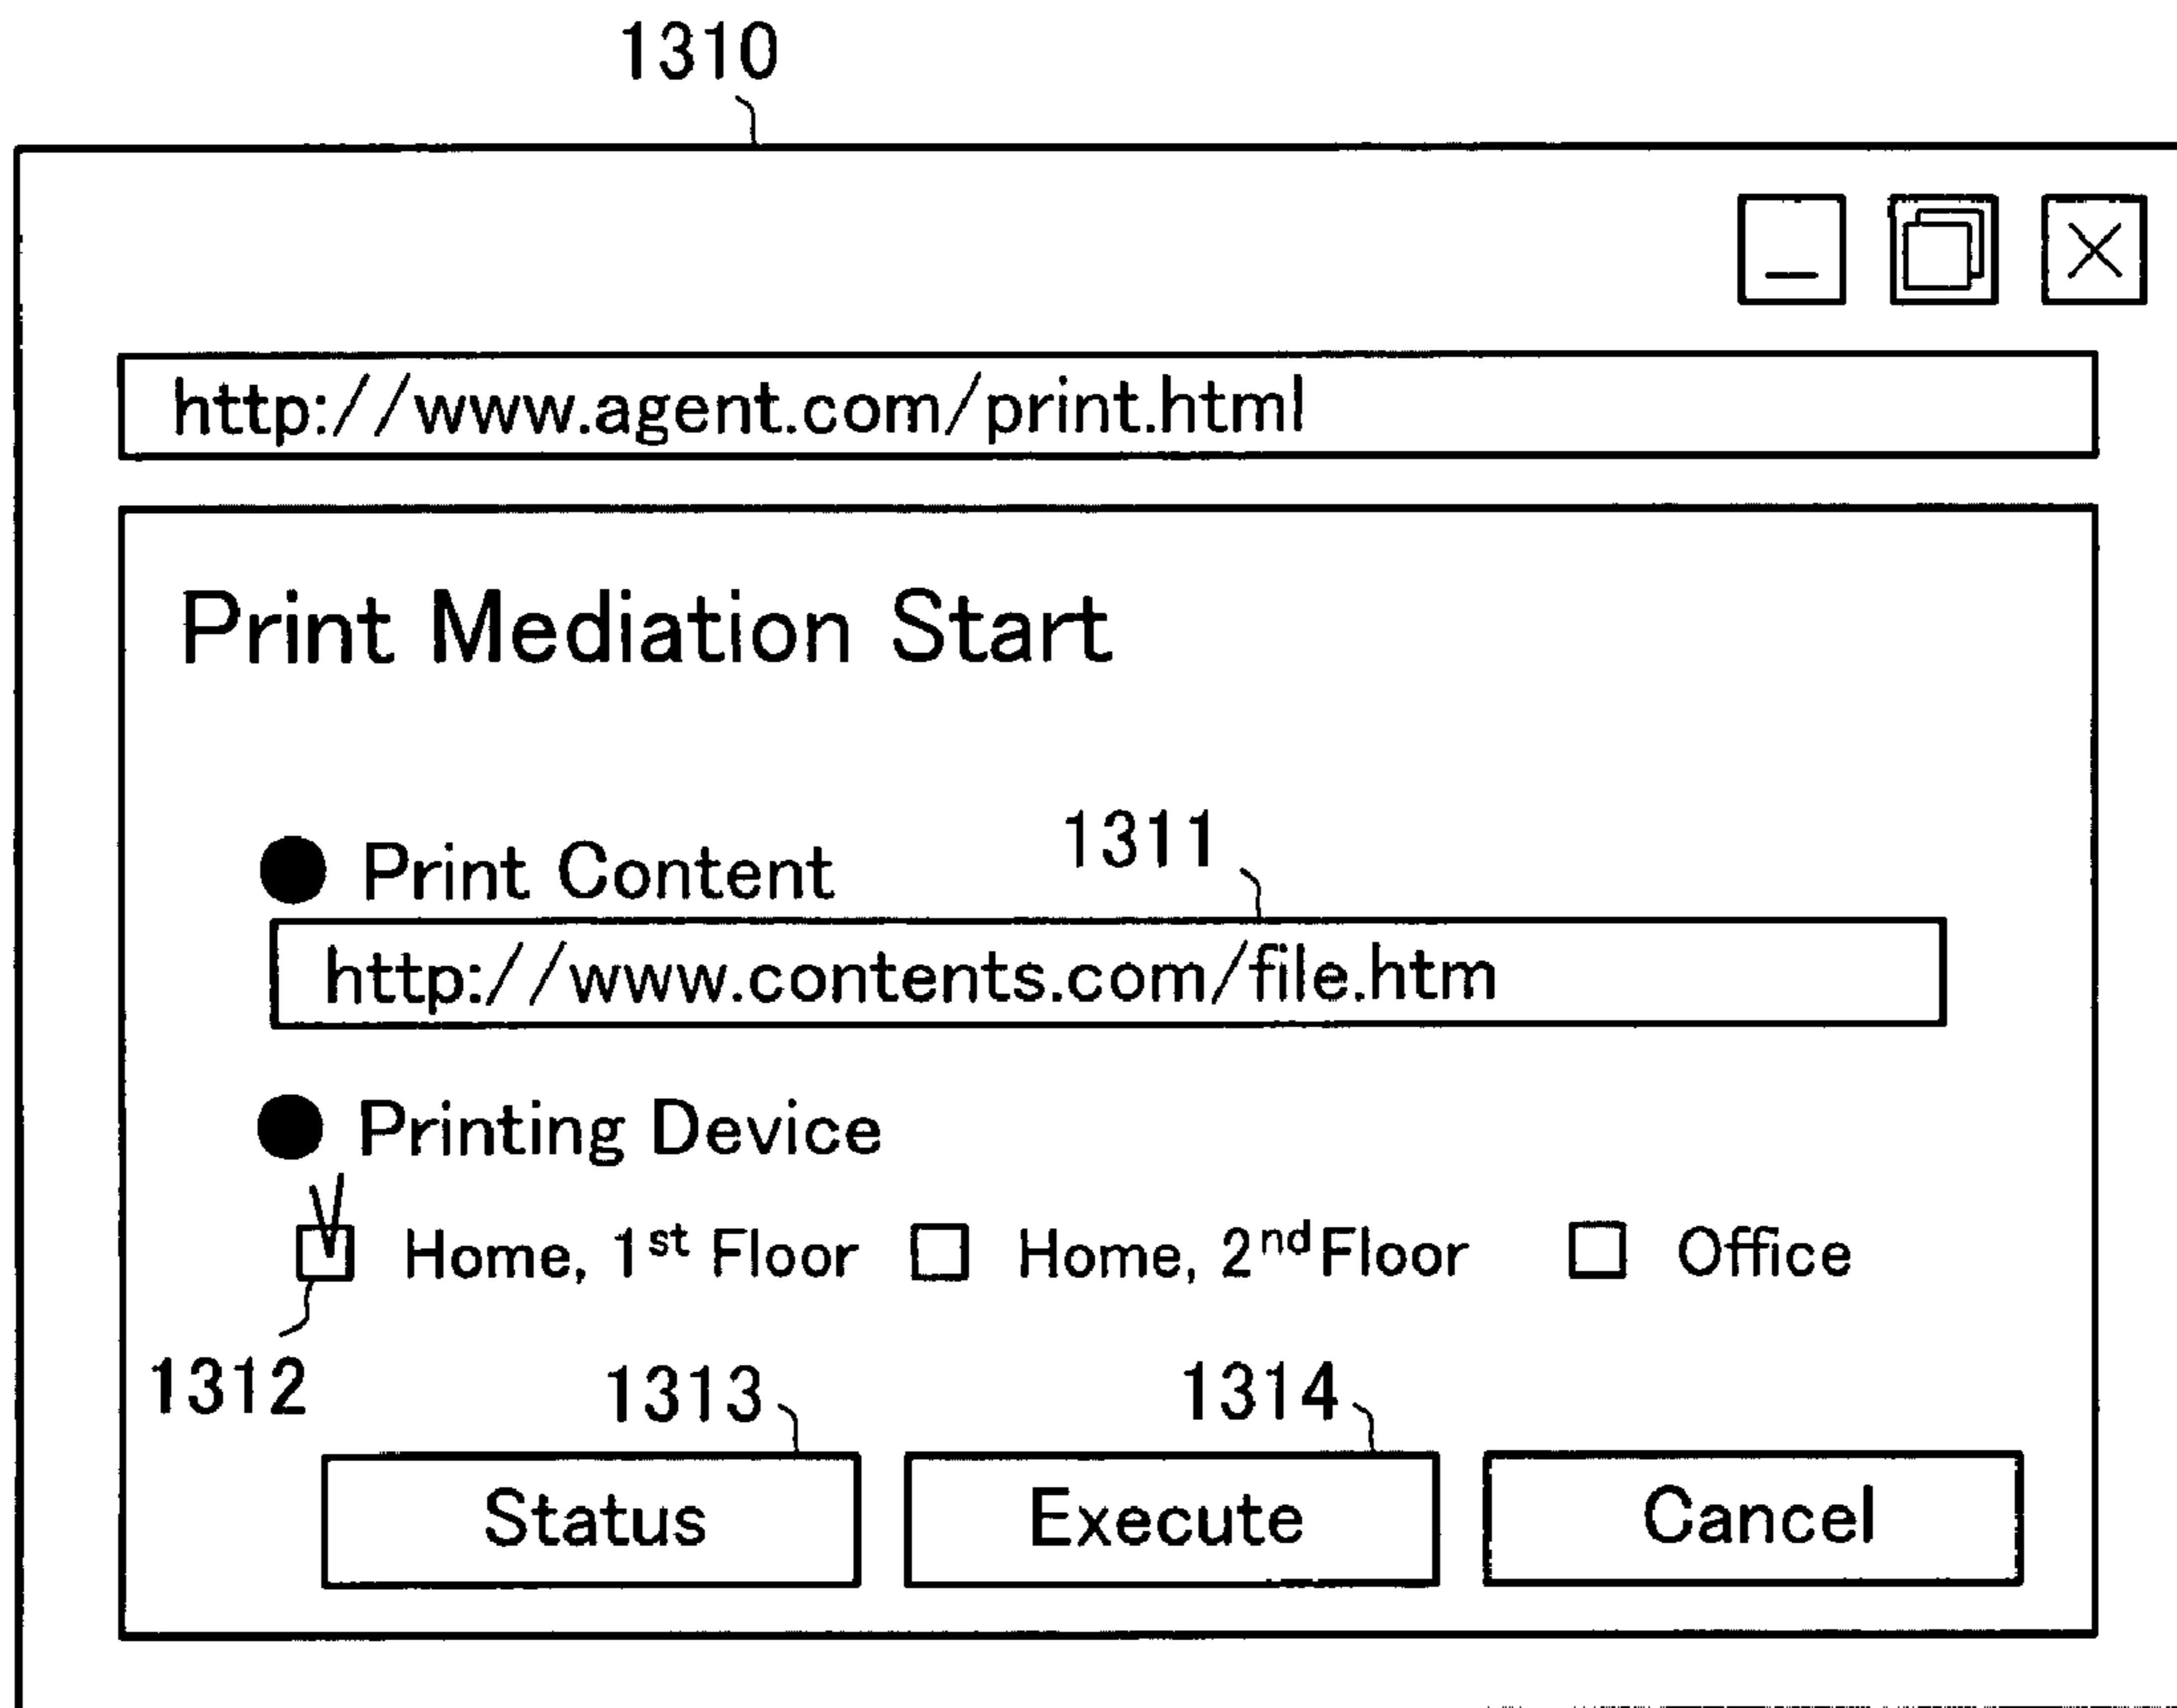 1310
http://www.agent.com/print.html
Print Mediation Start
1311
Print Content
http://www.contents.com/file.htm
Printing Device
Home, 1st Floor Home, 2nd Floor Office
1312 1313 1314
Status Execute Cancel